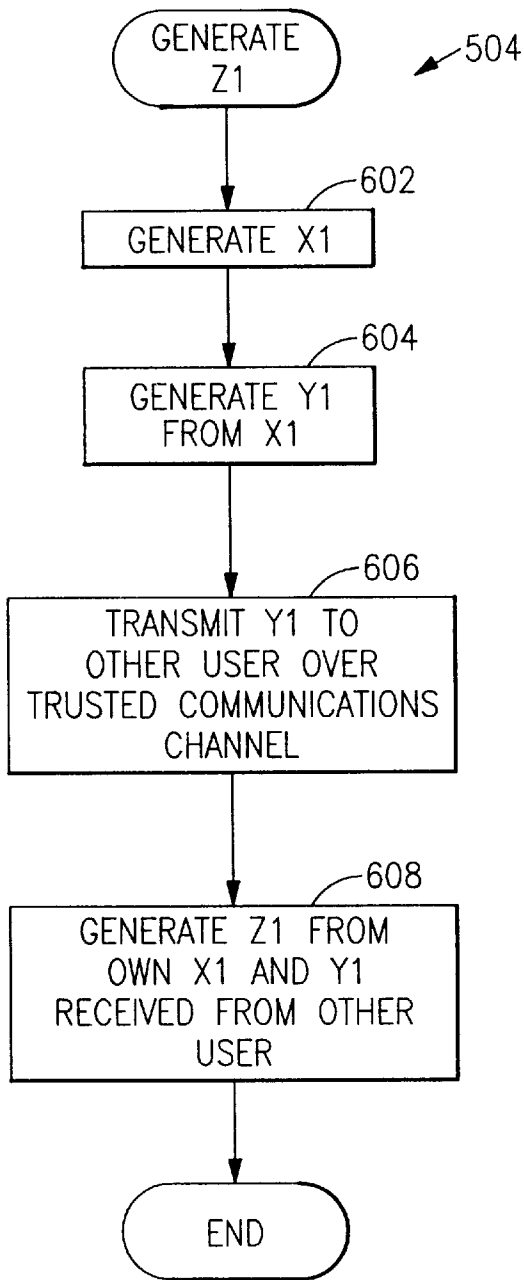 GENERATE
Z1
504
602
GENERATE X1
604
GENERATE Y1
FROM X1
606
TRANSMIT Y1 TO
OTHER USER OVER
TRUSTED COMMUNICATIONS
CHANNEL
608
GENERATE Z1 FROM
OWN X1 AND Y1
RECEIVED FROM OTHER
USER
END